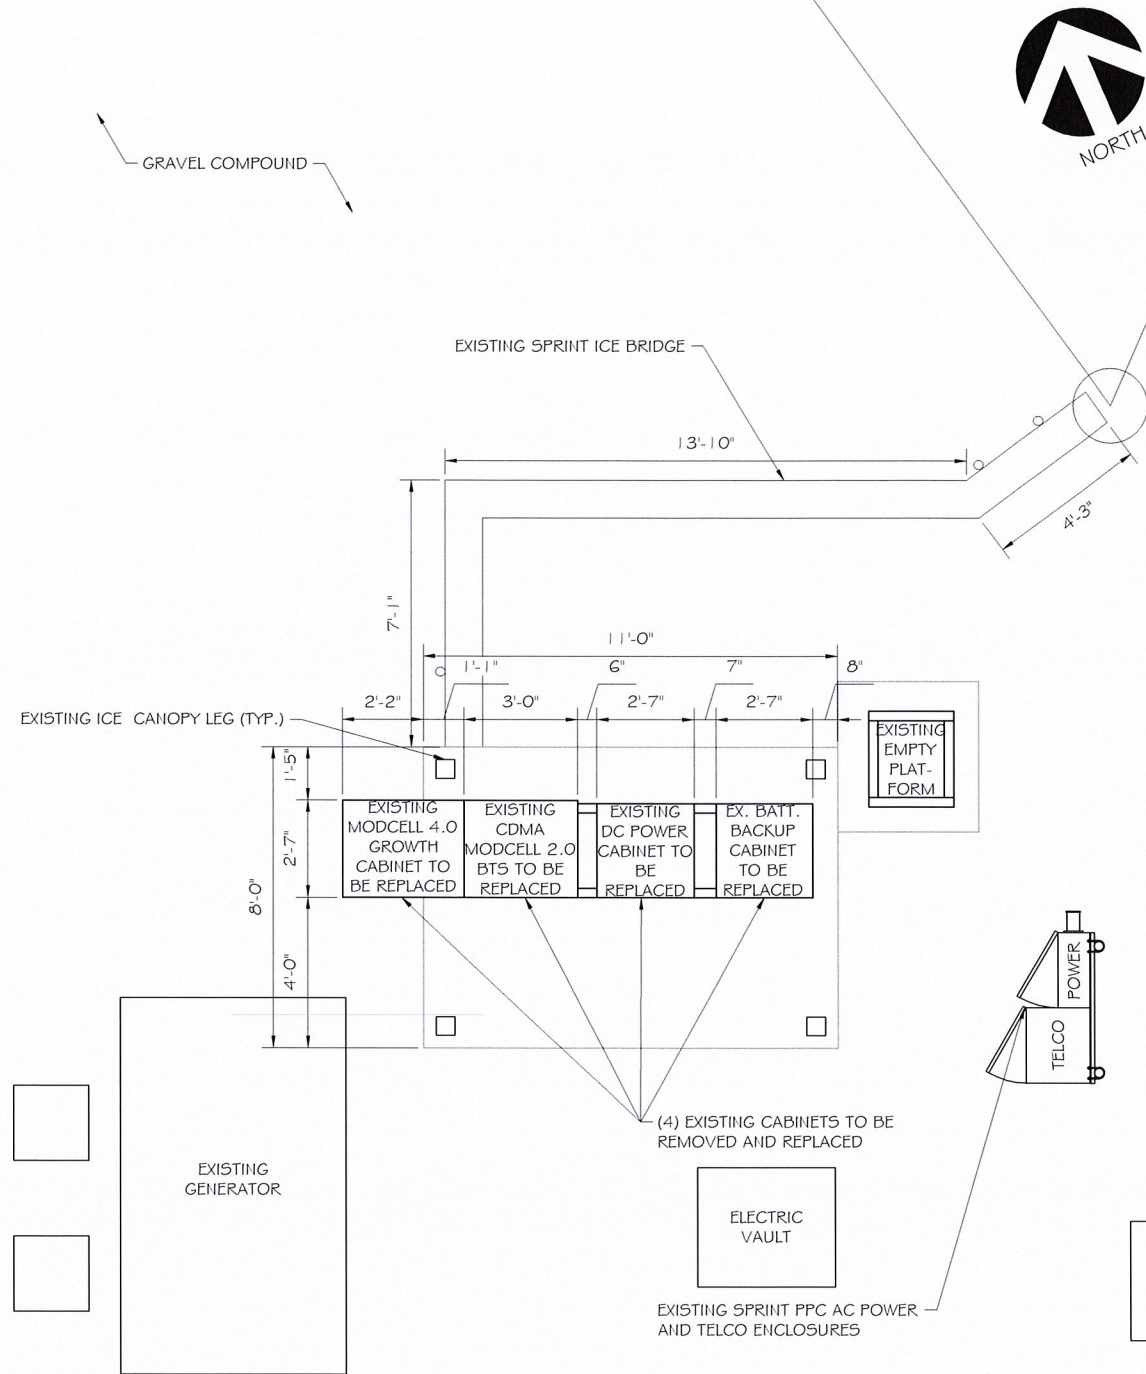 NORTH
GRAVEL COMPOUND
EXISTING SPRINT ICE BRIDGE
13'-10"
4'-3"
7'-1"
11'-0"
1'-1"
6"
7"
8"
2'-2"
3'-0"
2'-7"
2'-7"
EXISTING ICE CANOPY LEG (TYP.)
1'-5"
2'-7"
8'-0"
4'-0"
EXISTING
MODCELL 4.0
GROWTH
CABINET TO
BE REPLACED
EXISTING
CDMA
MODCELL 2.0
BTS TO BE
REPLACED
EXISTING
DC POWER
CABINET TO
BE
REPLACED
EX. BATT.
BACKUP
CABINET
TO BE
REPLACED
EXISTING
EMPTY
PLAT-
FORM
POWER
TELCO
(4) EXISTING CABINETS TO BE
REMOVED AND REPLACED
EXISTING
GENERATOR
ELECTRIC
VAULT
EXISTING SPRINT PPC AC POWER
AND TELCO ENCLOSURES